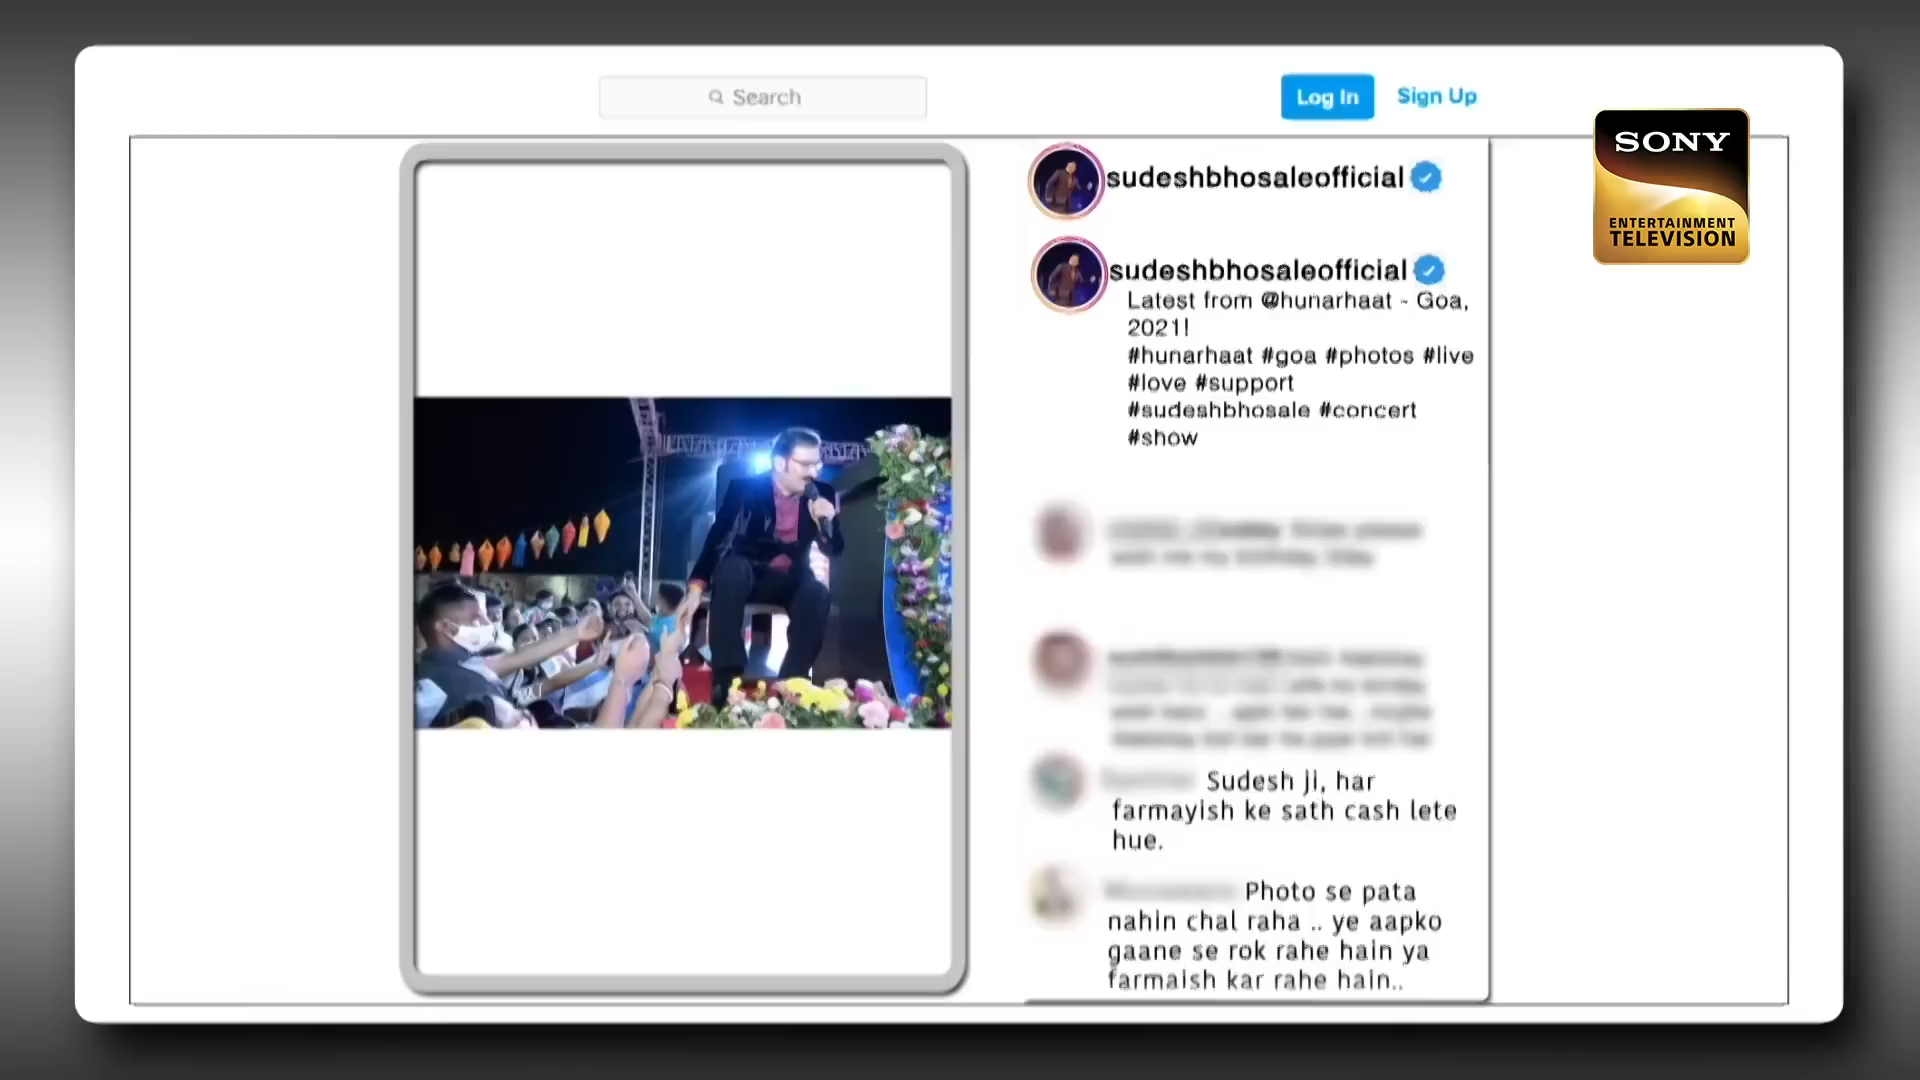 Search
Log In
Sign Up
SONY
ENTERTAINMENT
TELEVISION
sudeshbhosaleofficial
sudeshbhosaleofficial
Latest from @hunarhaat - Goa,
2021!
#hunarhaat #goa #photos #live
#love #support
#sudeshbhosale #concert
#show
Sudesh ji, har
farmayish ke sath cash lete
hue.
Photo se pata
nahin chal raha .. ye aapko
gaane se rok rahe hain ya
farmaish kar rahe hain..